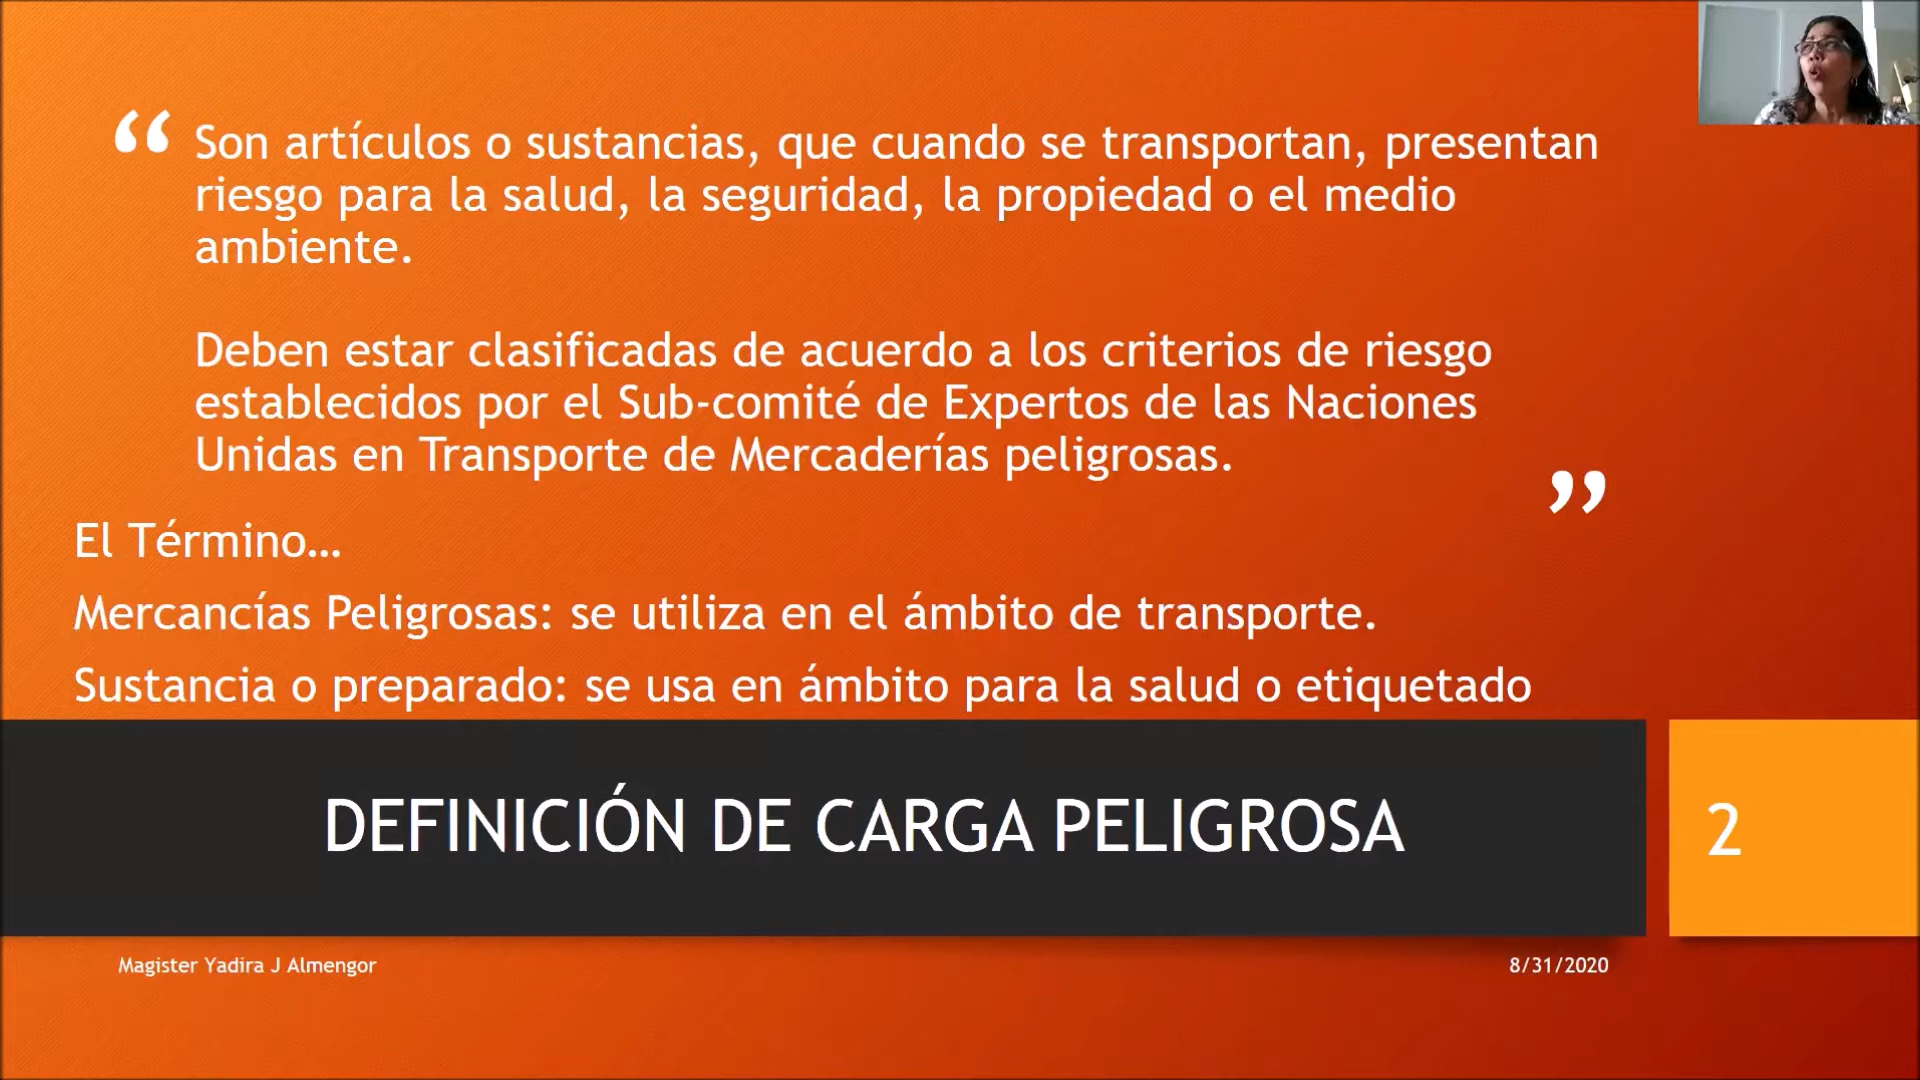 “ Son artículos o sustancias, que cuando se transportan, presentan
riesgo para la salud, la seguridad, la propiedad o el medio
ambiente.
Deben estar clasificadas de acuerdo a los criterios de riesgo
establecidos por el Sub-comité de Expertos de las Naciones
Unidas en Transporte de Mercaderías peligrosas.
”
El Término…
Mercancías Peligrosas: se utiliza en el ámbito de transporte.
Sustancia o preparado: se usa en ámbito para la salud o etiquetado
DEFINICIÓN DE CARGA PELIGROSA
2
Magister Yadira J Almengor
8/31/2020